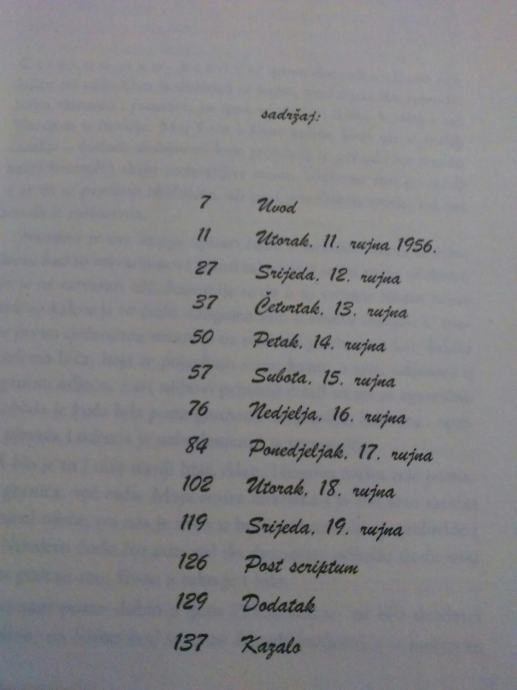 sadržaj:
7 Uvod
11 Utorak, 11. rujna 1956.
27 Srijeda, 12. rujna
37 Četvrtak, 13. rujna
50 Petak, 14. rujna
57 Subota, 15. rujna
76 Nedjelja, 16. rujna
84 Ponedjeljak, 17. rujna
102 Utorak, 18. rujna
119 Srijeda, 19. rujna
126 Post scriptum
129 Dodatak
137 Kazalo